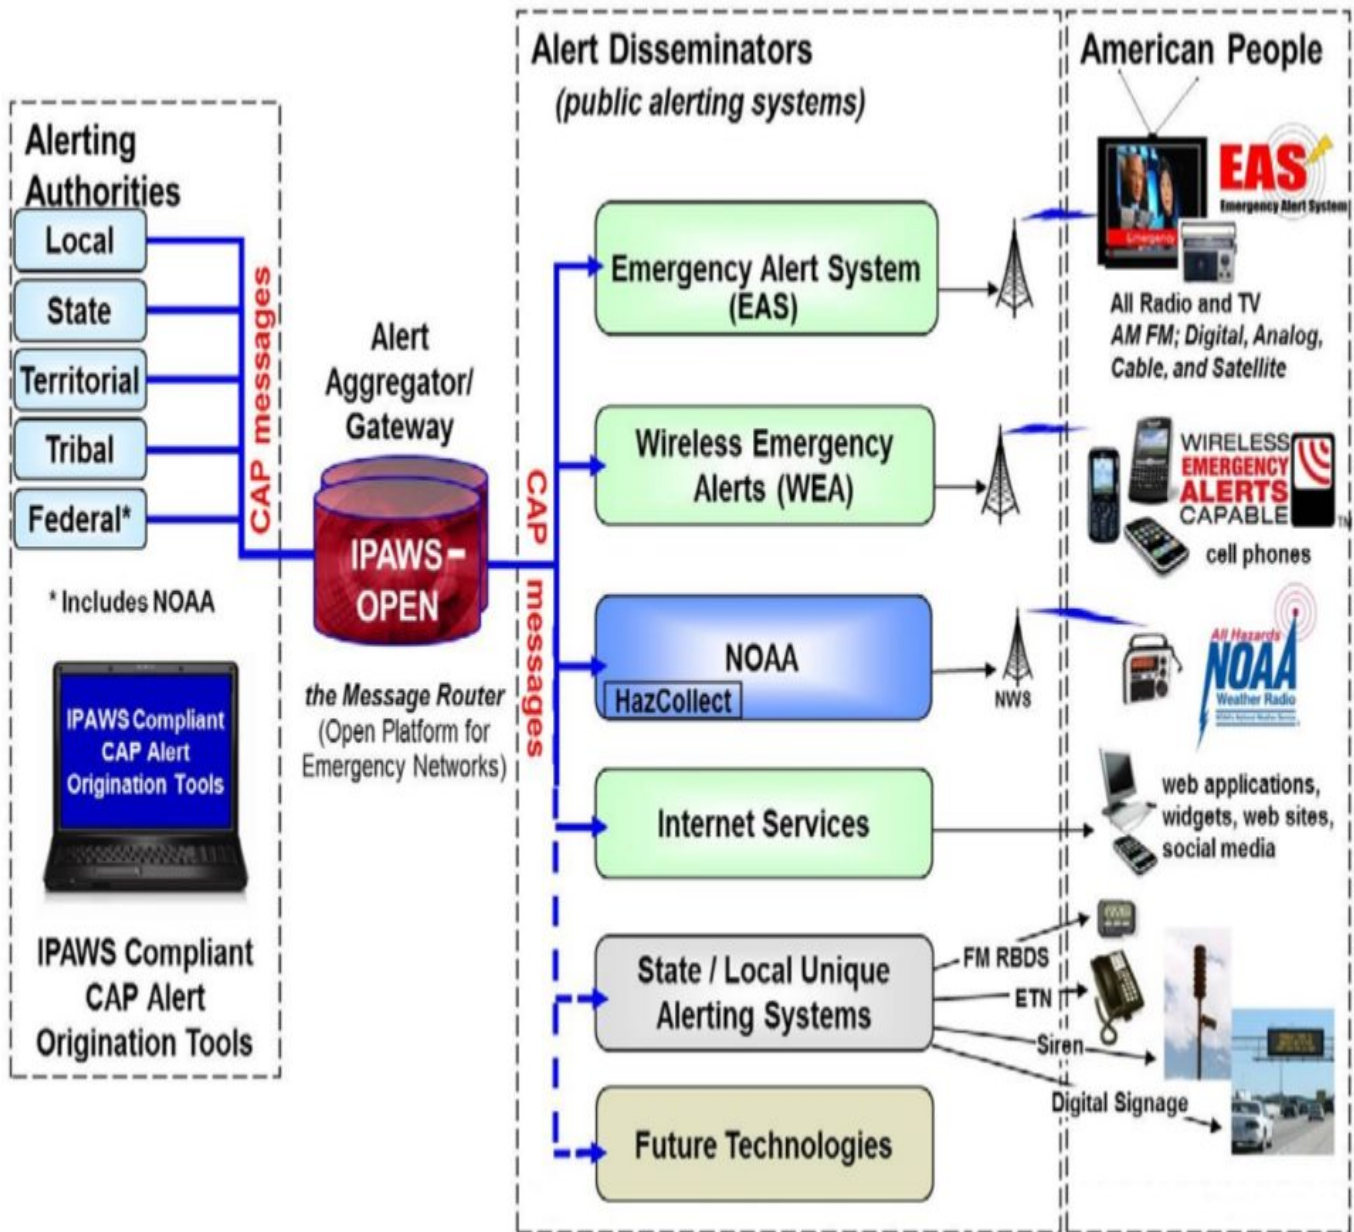 Alerting
Authorities
Local
State
Territorial
Tribal
Federal*
* Includes NOAA
IPAWS Compliant
CAP Alert
Origination Tools
IPAWS Compliant
CAP Alert
Origination Tools
CAP messages
Alert
Aggregator/
Gateway
IPAWS-
OPEN
the Message Router
(Open Platform for
Emergency Networks)
CAP messages
Alert Disseminators
(public alerting systems)
Emergency Alert System
(EAS)
Wireless Emergency
Alerts (WEA)
NOAA
HazCollect
NWS
Internet Services
State / Local Unique
Alerting Systems
FM RBDS
ETN
Siren
Digital Signage
Future Technologies
American People
Emergency
EAS
Emergency Alert System
All Radio and TV
AM FM; Digital, Analog,
Cable, and Satellite
WIRELESS
EMERGENCY
ALERTS
CAPABLE
TM
cell phones
All Hazards
NOAA
Weather Radio
web applications,
widgets, web sites,
social media